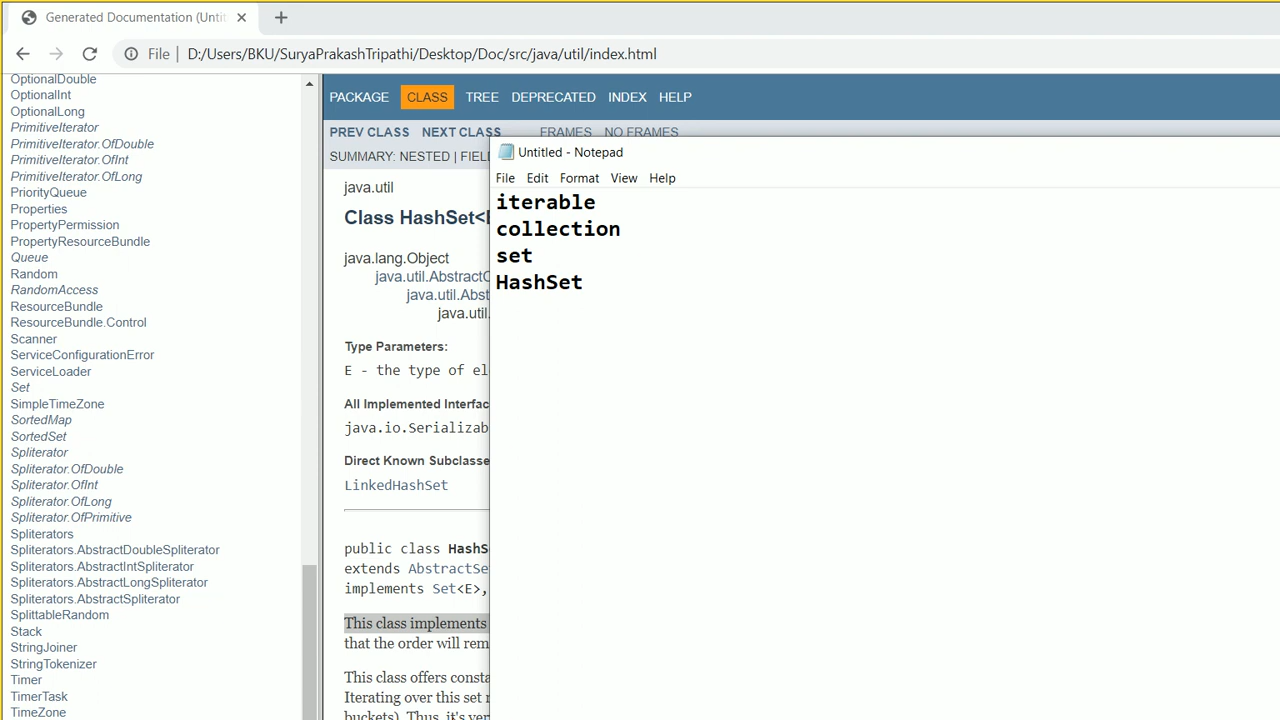 Generated Documentation (Untit
File
D:/Users/BKU/SuryaPrakashTripathi/Desktop/Doc/src/java/util/index.html
OptionalDouble
OptionalInt
OptionalLong
PrimitiveIterator
PrimitiveIterator.OfDouble
PrimitiveIterator.OfInt
PrimitiveIterator.OfLong
PriorityQueue
Properties
PropertyPermission
PropertyResourceBundle
Queue
Random
RandomAccess
ResourceBundle
ResourceBundle.Control
Scanner
ServiceConfigurationError
ServiceLoader
Set
SimpleTimeZone
SortedMap
SortedSet
Spliterator
Spliterator.OfDouble
Spliterator.OfInt
Spliterator.OfLong
Spliterator.OfPrimitive
Spliterators
Spliterators.AbstractDoubleSpliterator
Spliterators.AbstractIntSpliterator
Spliterators.AbstractLongSpliterator
Spliterators.AbstractSpliterator
SplittableRandom
Stack
StringJoiner
StringTokenizer
Timer
TimerTask
TimeZone
PACKAGE CLASS TREE DEPRECATED INDEX HELP
PREV CLASS NEXT CLASS FRAMES NO FRAMES
SUMMARY: NESTED | FIEL
java.util
Class HashSet<E
java.lang.Object
java.util.AbstractC
java.util.Abst
java.util.
Type Parameters:
E - the type of el
All Implemented Interfac
java.io.Serializab
Direct Known Subclasse
LinkedHashSet
public class HashS
extends AbstractSe
implements Set<E>,
This class implements
that the order will rem
This class offers consta
Iterating over this set r
buckets). Thus, it's ver
Untitled - Notepad
File Edit Format View Help
iterable
collection
set
HashSet